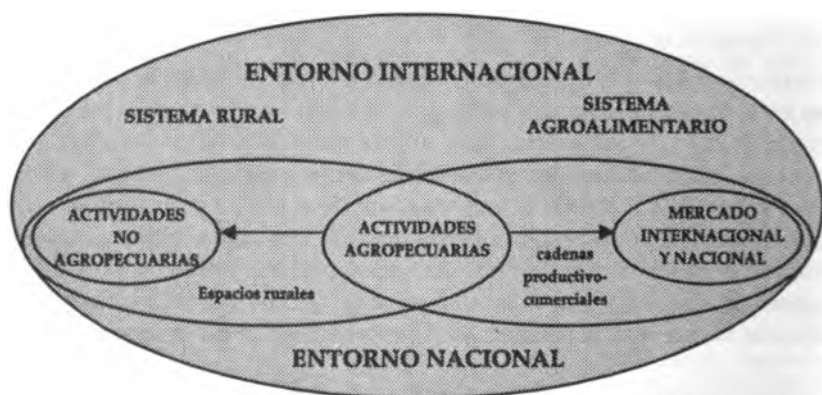 ENTORNO INTERNACIONAL
SISTEMA RURAL
SISTEMA
AGROALIMENTARIO
ACTIVIDADES
NO
AGROPECUARIAS
ACTIVIDADES
AGROPECUARIAS
MERCADO
INTERNACIONAL
Y NACIONAL
cadenas
productivo-
comerciales
Espacios rurales
ENTORNO NACIONAL